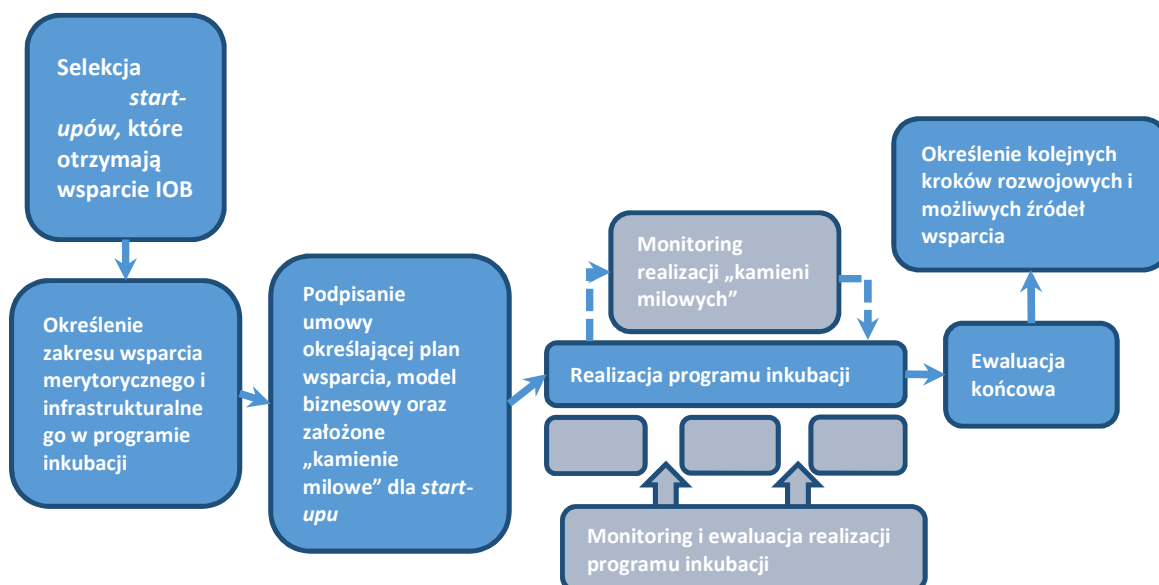 Selekcja
start-
upów, które
otrzymają
wsparcie IOB
Określenie
zakresu wsparcia
merytorycznego i
infrastrukturalne
go w programie
inkubacji
Podpisanie
umowy
określającej plan
wsparcia, model
biznesowy oraz
założone
„kamienie
milowe” dla start-
upu
Monitoring
realizacji „kamieni
milowych”
Realizacja programu inkubacji
Monitoring i ewaluacja realizacji
programu inkubacji
Ewaluacja
końcowa
Określenie kolejnych
kroków rozwojowych i
możliwych źródeł
wsparcia